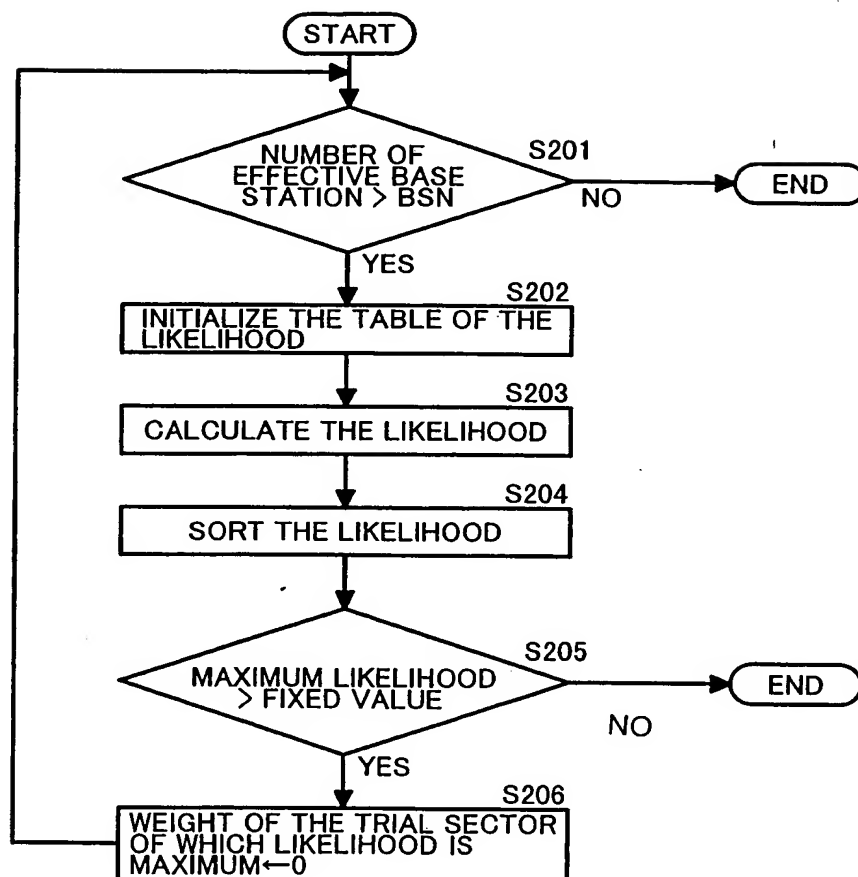 START
NUMBER OF
EFFECTIVE BASE
STATION > BSN
S201
NO
END
YES
S202
INITIALIZE THE TABLE OF THE
LIKELIHOOD
S203
CALCULATE THE LIKELIHOOD
S204
SORT THE LIKELIHOOD
S205
MAXIMUM LIKELIHOOD
> FIXED VALUE
NO
END
YES
S206
WEIGHT OF THE TRIAL SECTOR
OF WHICH LIKELIHOOD IS
MAXIMUM←0